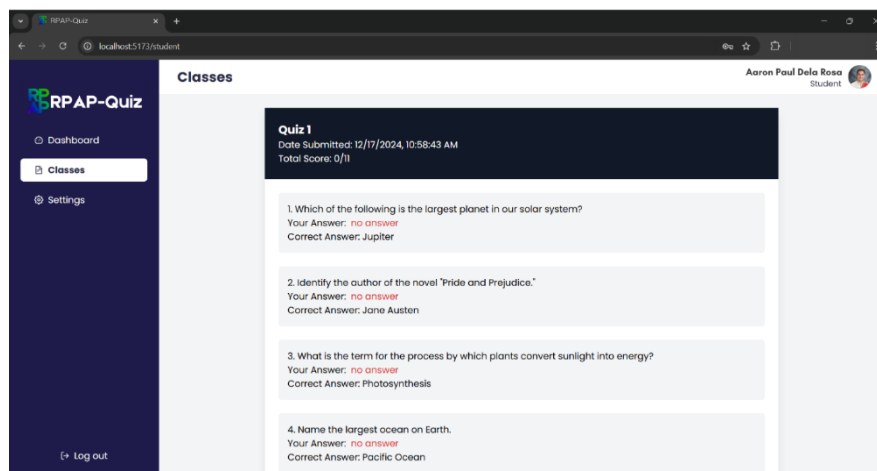 RPAP-Quiz
localhost:5173/student
RPAP-Quiz
Dashboard
Classes
Settings
Log out
Classes
Aaron Paul Dela Rosa
Student
Quiz 1
Date Submitted: 12/17/2024, 10:58:43 AM
Total Score: 0/11
1. Which of the following is the largest planet in our solar system?
Your Answer: no answer
Correct Answer: Jupiter
2. Identify the author of the novel "Pride and Prejudice."
Your Answer: no answer
Correct Answer: Jane Austen
3. What is the term for the process by which plants convert sunlight into energy?
Your Answer: no answer
Correct Answer: Photosynthesis
4. Name the largest ocean on Earth.
Your Answer: no answer
Correct Answer: Pacific Ocean